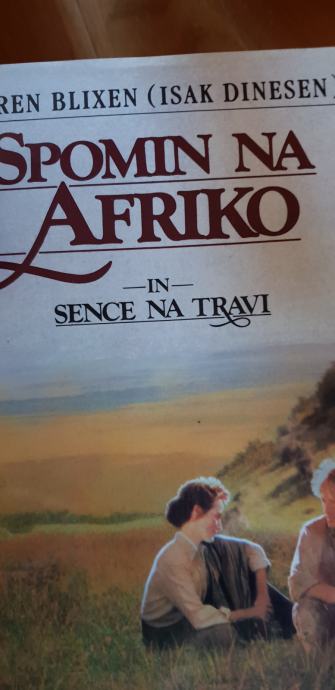 REN BLIXEN (ISAK DINESEN)
SPOMIN NA
AFRIKO
—IN—
SENCE NA TRAVI